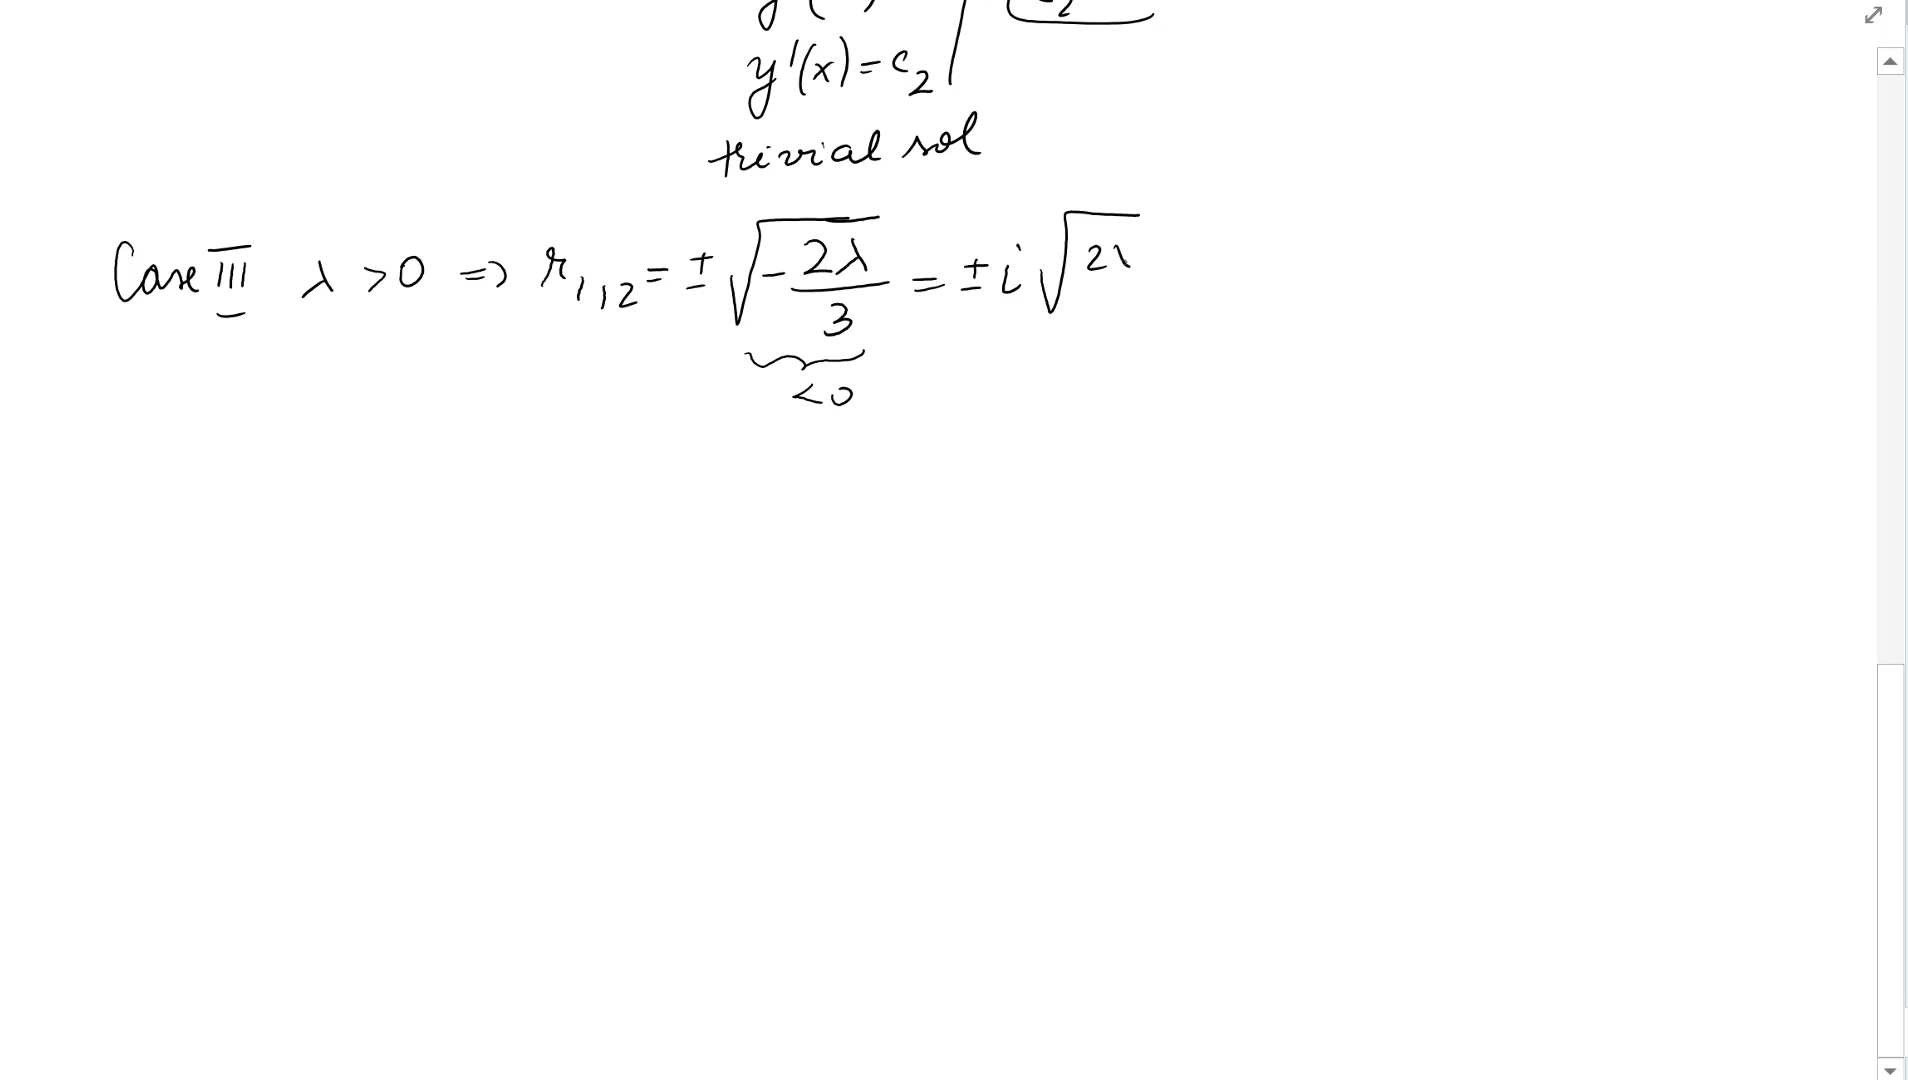 y'(x) = c₂
trivial sol
Case III λ > 0 ⇒ r₁,₂ = ± √(-2λ/3) = ± i √2λ
< 0